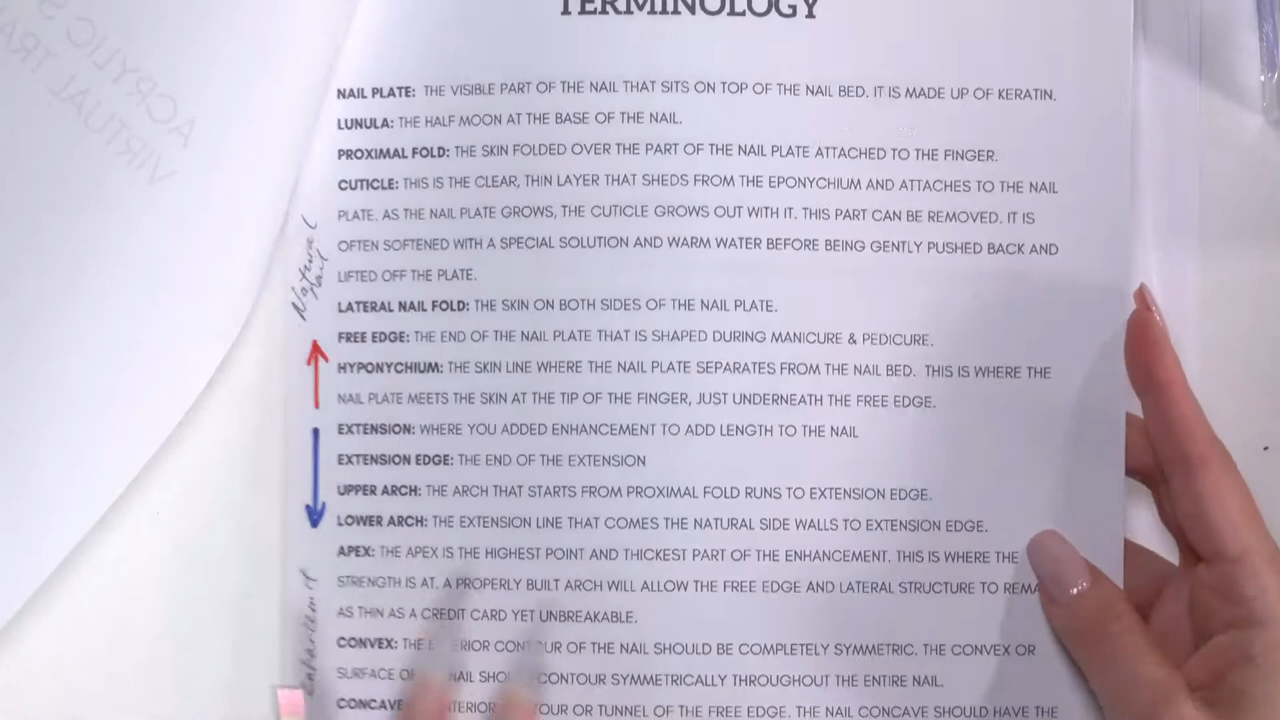 TERMINOLOGY
NAIL PLATE: THE VISIBLE PART OF THE NAIL THAT SITS ON TOP OF THE NAIL BED. IT IS MADE UP OF KERATIN.
LUNULA: THE HALF MOON AT THE BASE OF THE NAIL.
PROXIMAL FOLD: THE SKIN FOLDED OVER THE PART OF THE NAIL PLATE ATTACHED TO THE FINGER.
CUTICLE: THIS IS THE CLEAR, THIN LAYER THAT SHEDS FROM THE EPONYCHIUM AND ATTACHES TO THE NAIL
PLATE. AS THE NAIL PLATE GROWS, THE CUTICLE GROWS OUT WITH IT. THIS PART CAN BE REMOVED. IT IS
OFTEN SOFTENED WITH A SPECIAL SOLUTION AND WARM WATER BEFORE BEING GENTLY PUSHED BACK AND
LIFTED OFF THE PLATE.
LATERAL NAIL FOLD: THE SKIN ON BOTH SIDES OF THE NAIL PLATE.
FREE EDGE: THE END OF THE NAIL PLATE THAT IS SHAPED DURING MANICURE & PEDICURE.
HYPONYCHIUM: THE SKIN LINE WHERE THE NAIL PLATE SEPARATES FROM THE NAIL BED. THIS IS WHERE THE
NAIL PLATE MEETS THE SKIN AT THE TIP OF THE FINGER, JUST UNDERNEATH THE FREE EDGE.
EXTENSION: WHERE YOU ADDED ENHANCEMENT TO ADD LENGTH TO THE NAIL
EXTENSION EDGE: THE END OF THE EXTENSION
UPPER ARCH: THE ARCH THAT STARTS FROM PROXIMAL FOLD RUNS TO EXTENSION EDGE.
LOWER ARCH: THE EXTENSION LINE THAT COMES THE NATURAL SIDE WALLS TO EXTENSION EDGE.
APEX: THE APEX IS THE HIGHEST POINT AND THICKEST PART OF THE ENHANCEMENT. THIS IS WHERE THE
STRENGTH IS AT. A PROPERLY BUILT ARCH WILL ALLOW THE FREE EDGE AND LATERAL STRUCTURE TO
AS THIN AS A CREDIT CARD YET UNBREAKABLE.
CONVEX: THE OF THE NAIL SHOULD BE COMPLETELY SYMMETRIC. THE CONVEX OR
SURFACE NAIL CONTOUR SYMMETRICALLY THROUGHOUT THE ENTIRE NAIL.
CONCAVE OR TUNNEL OF THE FREE EDGE. THE NAIL CONCAVE SHOULD HAVE THE
Natural
nail
ACRYLIC
VIRTUAL